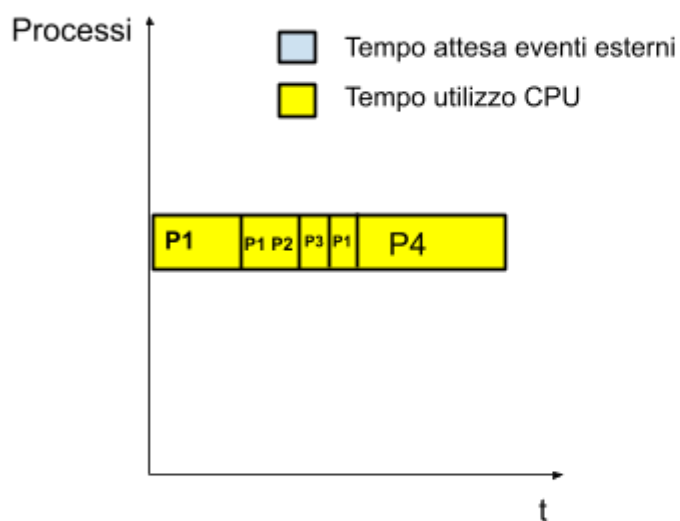 Processi
Tempo attesa eventi esterni
Tempo utilizzo CPU
P1 P1 P2 P3 P1 P4
t